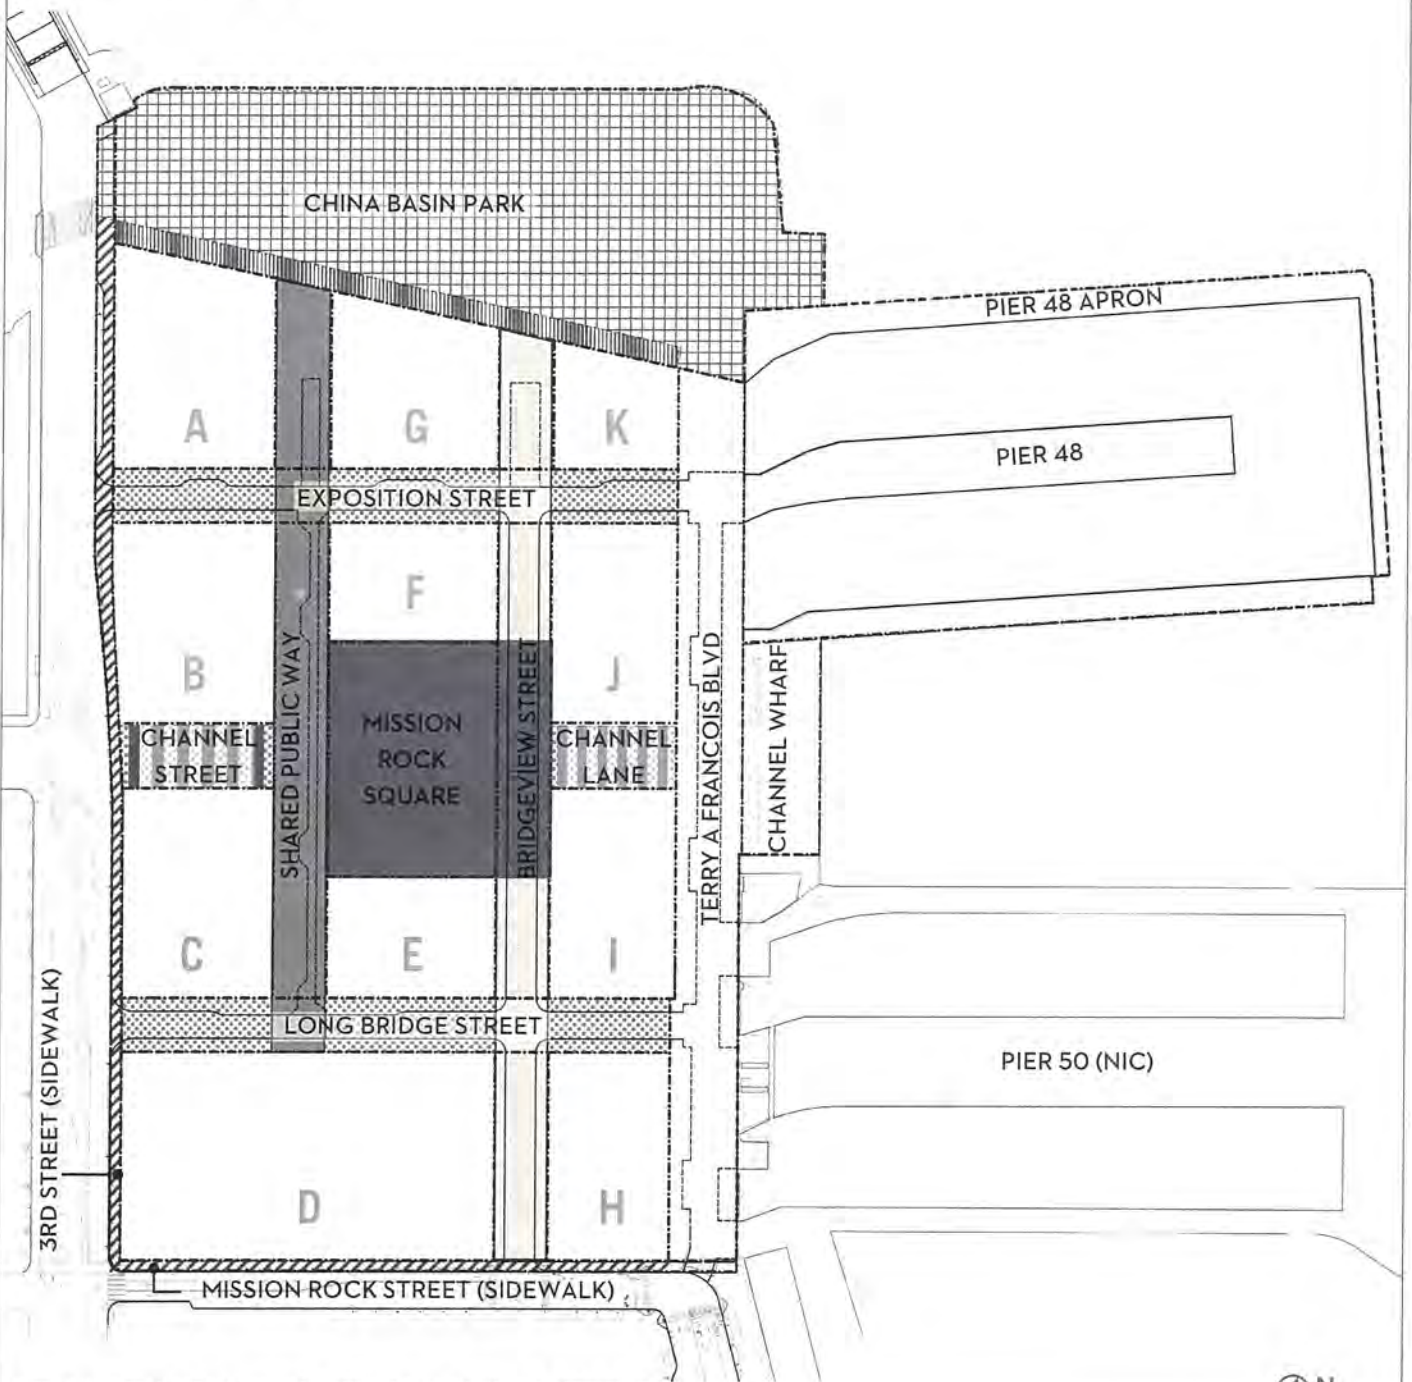 CHINA BASIN PARK
PIER 48 APRON
A
G
K
PIER 48
EXPOSITION STREET
F
B
J
SHARED PUBLIC WAY
MISSION
ROCK
SQUARE
BRIDGEVIEW STREET
CHANNEL
STREET
CHANNEL
LANE
TERRY A FRANCOIS BLVD
CHANNEL WHARF
C
E
I
LONG BRIDGE STREET
PIER 50 (NIC)
3RD STREET (SIDEWALK)
D
H
MISSION ROCK STREET (SIDEWALK)
N